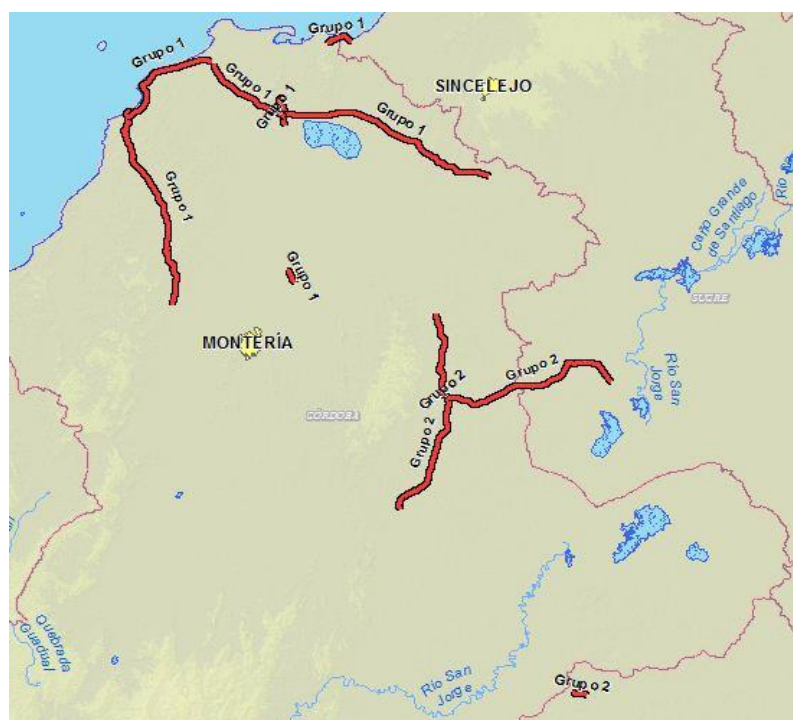 Grupo 1
Grupo 1
SINCELEJO
Grupo 1
Grupo 1
Grupo 1
Grupo 1
Caño Grande
de Santiago
Río
SUCRE
Grupo 1
MONTERÍA
Grupo 2
Grupo 2
Río San
Jorge
CÓRDOBA
Grupo 2
Quebrada
Guadual
Río San
Jorge
Grupo 2